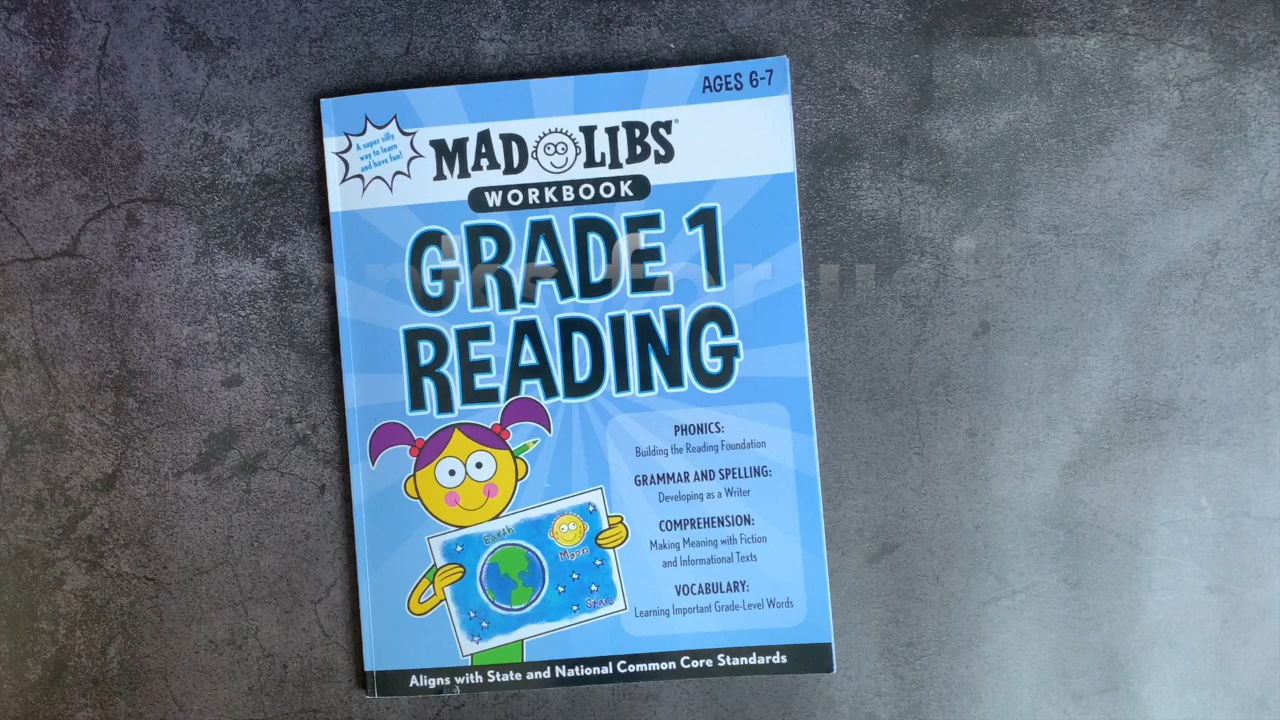 AGES 6-7
A super silly
way to learn
and have fun!
MAD LIBS®
WORKBOOK
GRADE 1
READING
PHONICS:
Building the Reading Foundation
GRAMMAR AND SPELLING:
Developing as a Writer
COMPREHENSION:
Making Meaning with Fiction
and Informational Texts
VOCABULARY:
Learning Important Grade-Level Words
Earth
Moon
Stars
Aligns with State and National Common Core Standards